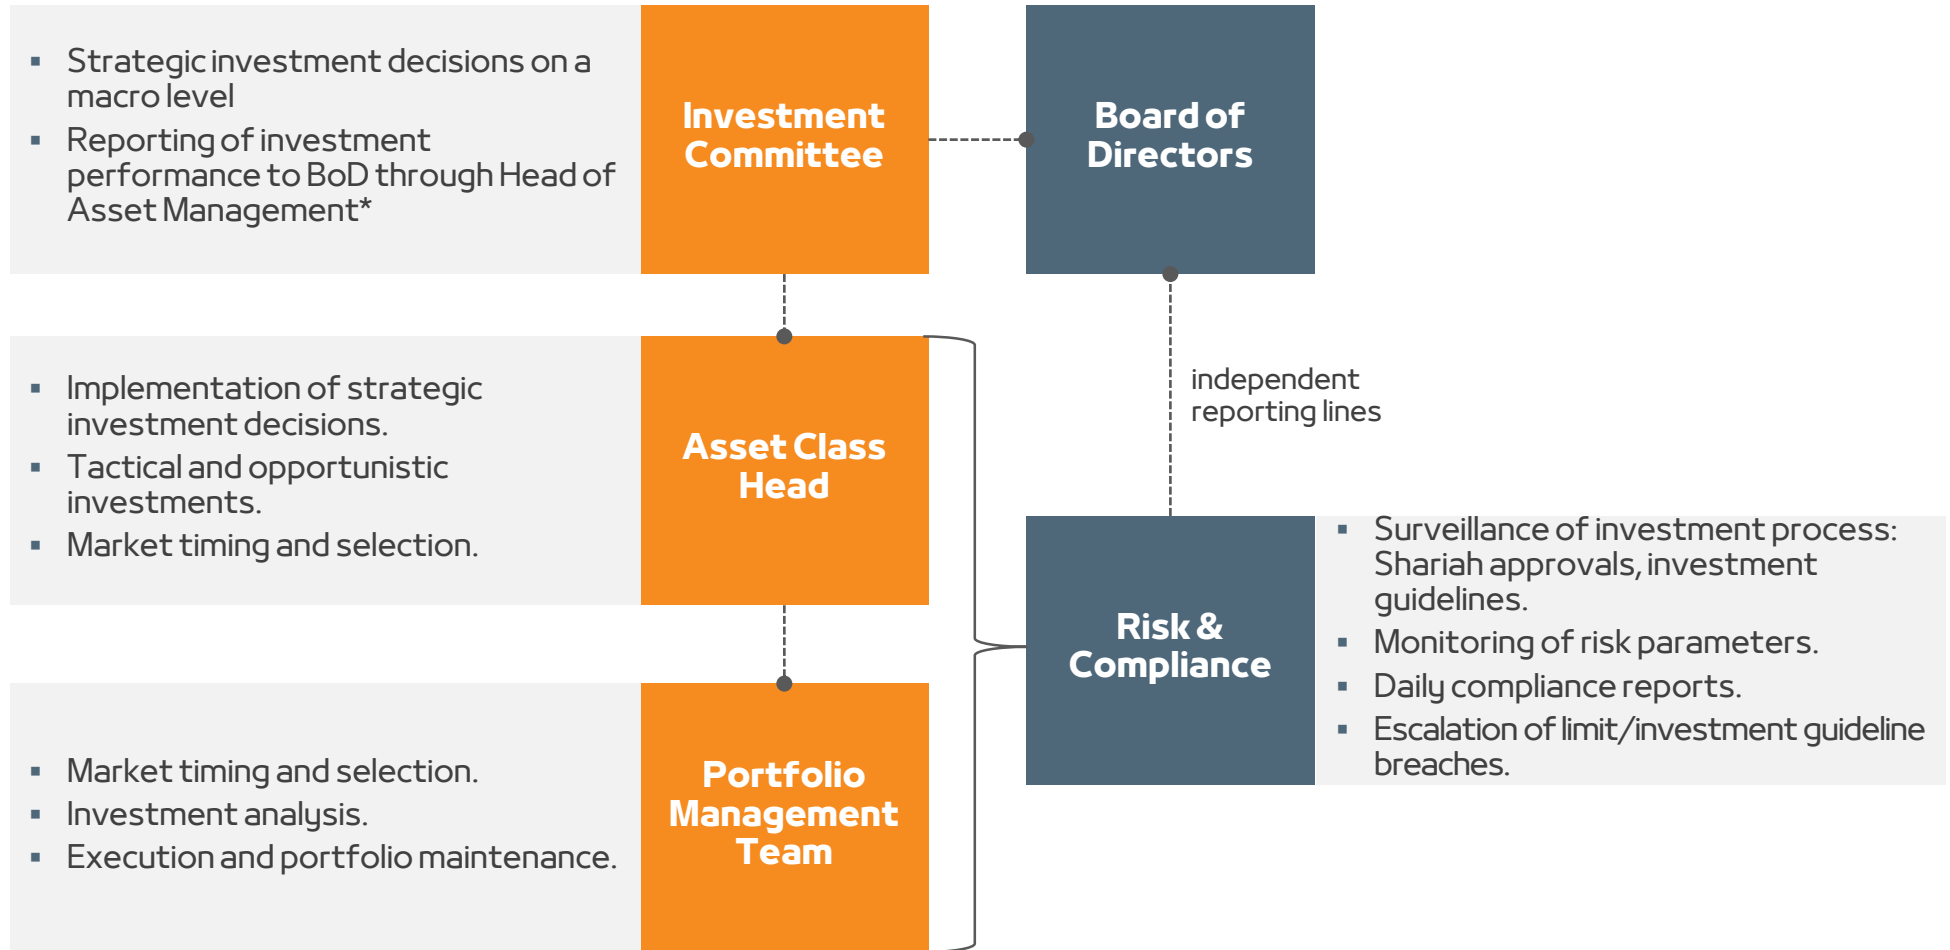 ▪ Strategic investment decisions on a
macro level
▪ Reporting of investment
performance to BoD through Head of
Asset Management*
Investment
Committee
Board of
Directors
▪ Implementation of strategic
investment decisions.
▪ Tactical and opportunistic
investments.
▪ Market timing and selection.
Asset Class
Head
independent
reporting lines
▪ Market timing and selection.
▪ Investment analysis.
▪ Execution and portfolio maintenance.
Portfolio
Management
Team
Risk &
Compliance
▪ Surveillance of investment process:
Shariah approvals, investment
guidelines.
▪ Monitoring of risk parameters.
▪ Daily compliance reports.
▪ Escalation of limit/investment guideline
breaches.